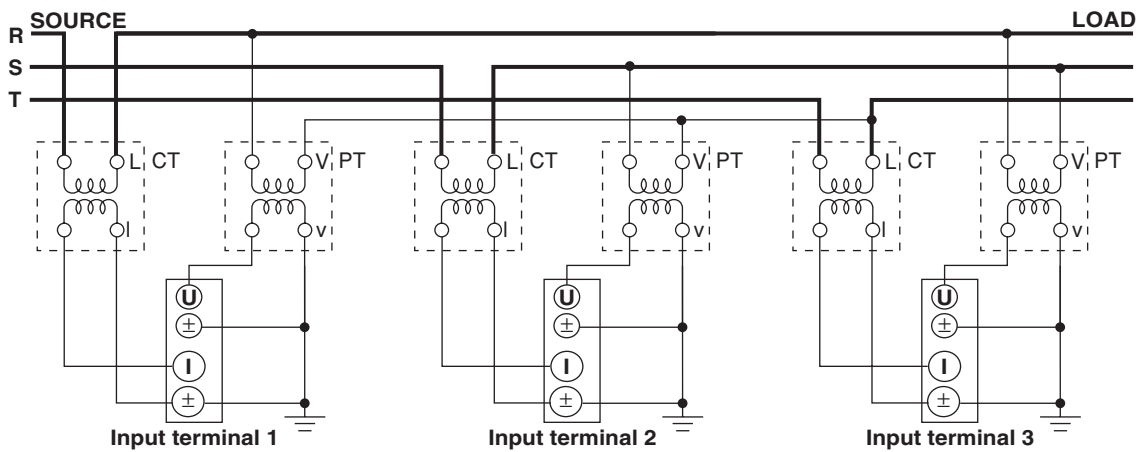 SOURCE LOAD
R
S
T
L CT V PT L CT V PT L CT V PT
l v l v l v
U U U
± ± ±
I I I
± ± ±
Input terminal 1 Input terminal 2 Input terminal 3